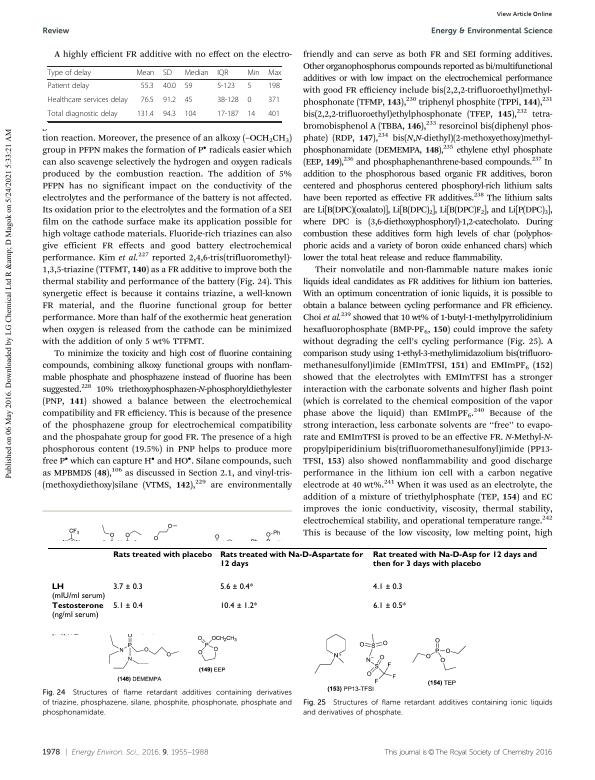 View Article Online
Review
Energy & Environmental Science
A highly efficient FR additive with no effect on the electro-
Type of delay Mean SD Median IQR Min Max
Patient delay 55.3 40.0 59 5-123 5 198
Healthcare services delay 76.5 91.2 45 38-128 0 371
Total diagnostic delay 131.4 94.3 104 17-187 14 401
tion reaction. Moreover, the presence of an alkoxy (–OCH₂CH₃)
group in PFPN makes the formation of P• radicals easier which
can also scavenge selectively the hydrogen and oxygen radicals
produced by the combustion reaction. The addition of 5%
PFPN has no significant impact on the conductivity of the
electrolytes and the performance of the battery is not affected.
Its oxidation prior to the electrolytes and the formation of a SEI
film on the cathode surface make its application possible for
high voltage cathode materials. Fluoride-rich triazines can also
give efficient FR effects and good battery electrochemical
performance. Kim et al.²²⁷ reported 2,4,6-tris(trifluoromethyl)-
1,3,5-triazine (TTFMT, 140) as a FR additive to improve both the
thermal stability and performance of the battery (Fig. 24). This
synergetic effect is because it contains triazine, a well-known
FR material, and the fluorine functional group for better
performance. More than half of the exothermic heat generation
when oxygen is released from the cathode can be minimized
with the addition of only 5 wt% TTFMT.
To minimize the toxicity and high cost of fluorine containing
compounds, combining alkoxy functional groups with nonflam-
mable phosphate and phosphazene instead of fluorine has been
suggested.²²⁸ 10% triethoxyphosphazen-N-phosphoryldiethylester
(PNP, 141) showed a balance between the electrochemical
compatibility and FR efficiency. This is because of the presence
of the phosphazene group for electrochemical compatibility
and the phospahate group for good FR. The presence of a high
phosphorous content (19.5%) in PNP helps to produce more
free P• which can capture H• and HO•. Silane compounds, such
as MPBMDS (48),¹⁰⁶ as discussed in Section 2.1, and vinyl-tris-
(methoxydiethoxy)silane (VTMS, 142),²²⁹ are environmentally
friendly and can serve as both FR and SEI forming additives.
Other organophosphorus compounds reported as bi/multifunctional
additives or with low impact on the electrochemical performance
with good FR efficiency include bis(2,2,2-trifluoroethyl)methyl-
phosphonate (TFMP, 143),²³⁰ triphenyl phosphite (TPPi, 144),²³¹
bis(2,2,2-trifluoroethyl)ethylphosphonate (TFEP, 145),²³² tetra-
bromobisphenol A (TBBA, 146),²³³ resorcinol bis(diphenyl phos-
phate) (RDP, 147),²³⁴ bis(N,N-diethyl)(2-methoxyethoxy)methyl-
phosphonamidate (DEMEMPA, 148),²³⁵ ethylene ethyl phosphate
(EEP, 149),²³⁶ and phosphaphenanthrene-based compounds.²³⁷ In
addition to the phosphorous based organic FR additives, boron-
centered and phosphorus centered phosphoryl-rich lithium salts
have been reported as effective FR additives.²³⁸ The lithium salts
are Li[B(DPC)(oxalato)], Li[B(DPC)₂], Li[B(DPC)F₂], and Li[P(DPC)₃],
where DPC is (3,6-diethoxyphosphoryl)-1,2-catecholato. During
combustion these additives form high levels of char (polyphos-
phoric acids and a variety of boron oxide enhanced chars) which
lower the total heat release and reduce flammability.
Their nonvolatile and non-flammable nature makes ionic
liquids ideal candidates as FR additives for lithium ion batteries.
With an optimum concentration of ionic liquids, it is possible to
obtain a balance between cycling performance and FR efficiency.
Choi et al.²³⁹ showed that 10 wt% of 1-butyl-1-methylpyrrolidinium
hexafluorophosphate (BMP-PF₆, 150) could improve the safety
without degrading the cell's cycling performance (Fig. 25). A
comparison study using 1-ethyl-3-methylimidazolium bis(trifluoro-
methanesulfonyl)imide (EMImTFSI, 151) and EMImPF₆ (152)
showed that the electrolytes with EMImTFSI has a stronger
interaction with the carbonate solvents and higher flash point
(which is correlated to the chemical composition of the vapor
phase above the liquid) than EMImPF₆.²⁴⁰ Because of the
strong interaction, less carbonate solvents are "free" to evapo-
rate and EMImTFSI is proved to be an effective FR. N-Methyl-N-
propylpiperidinium bis(trifluoromethanesulfonyl)imide (PP13-
TFSI, 153) also showed nonflammability and good discharge
performance in the lithium ion cell with a carbon negative
electrode at 40 wt%.²⁴¹ When it was used as an electrolyte, the
addition of a mixture of triethylphosphate (TEP, 154) and EC
improves the ionic conductivity, viscosity, thermal stability,
electrochemical stability, and operational temperature range.²⁴²
This is because of the low viscosity, low melting point, high
Rats treated with placebo Rats treated with Na-D-Aspartate for Rat treated with Na-D-Asp for 12 days and
12 days then for 3 days with placebo
LH 3.7 ± 0.3 5.6 ± 0.4* 4.1 ± 0.3
(mIU/ml serum)
Testosterone 5.1 ± 0.4 10.4 ± 1.2* 6.1 ± 0.5*
(ng/ml serum)
(148) DEMEMPA
(149) EEP
(153) PP13-TFSI
(154) TEP
Fig. 24 Structures of flame retardant additives containing derivatives
of triazine, phosphazene, silane, phosphite, phosphonate, phosphate and
phosphonamidate.
Fig. 25 Structures of flame retardant additives containing ionic liquids
and derivatives of phosphate.
1978 | Energy Environ. Sci., 2016, 9, 1955–1988
This journal is © The Royal Society of Chemistry 2016
Published on 06 May 2016. Downloaded by LG Chemical Ltd R &amp; D Magok on 5/24/2021 5:33:21 AM